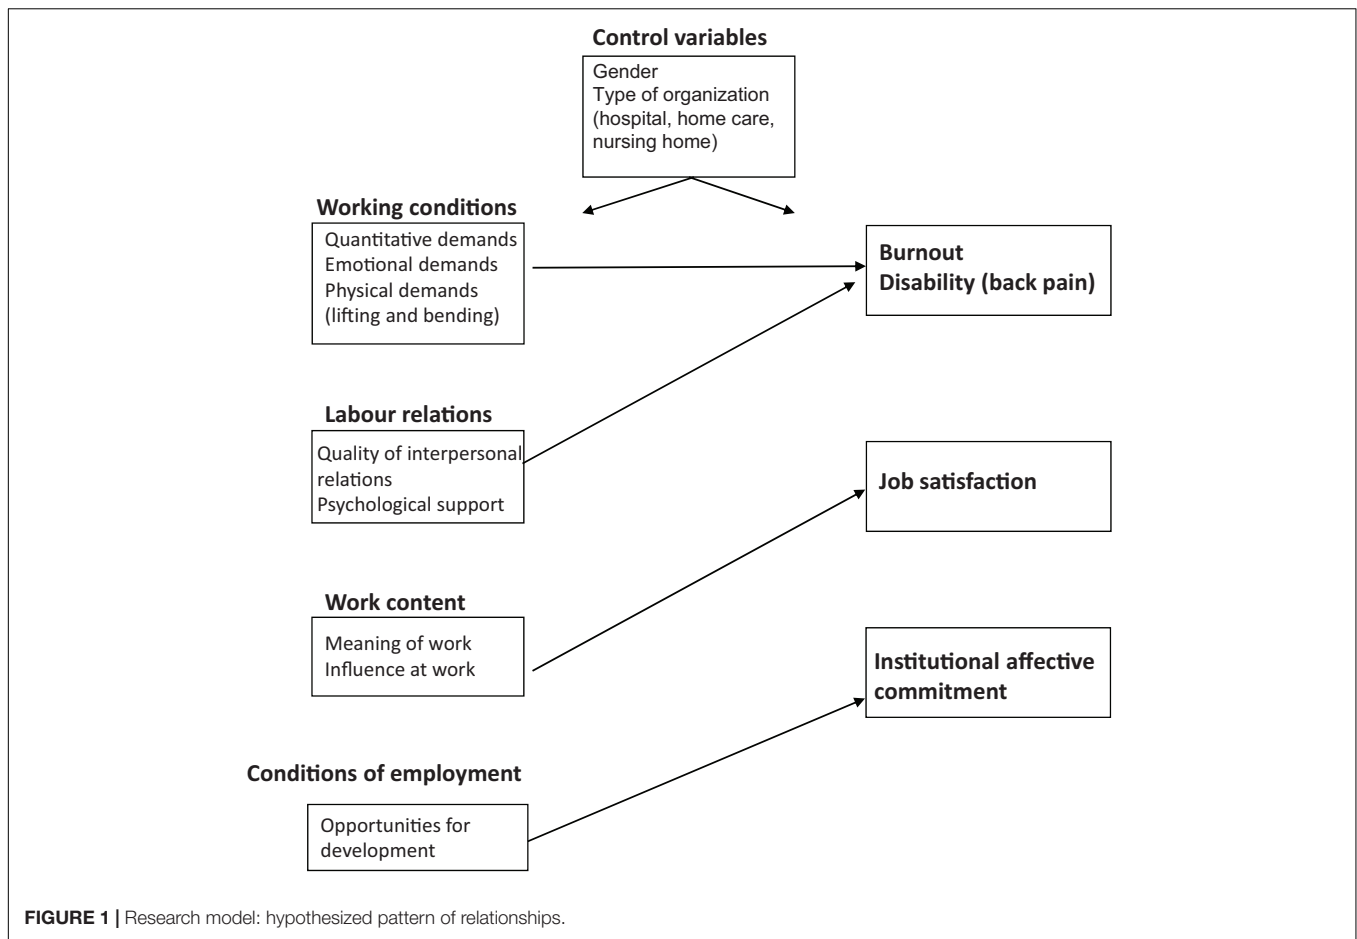 Control variables
Gender
Type of organization
(hospital, home care,
nursing home)
Working conditions
Quantitative demands
Emotional demands
Physical demands
(lifting and bending)
Burnout
Disability (back pain)
Labour relations
Quality of interpersonal
relations
Psychological support
Job satisfaction
Work content
Meaning of work
Influence at work
Institutional affective
commitment
Conditions of employment
Opportunities for
development
FIGURE 1 | Research model: hypothesized pattern of relationships.